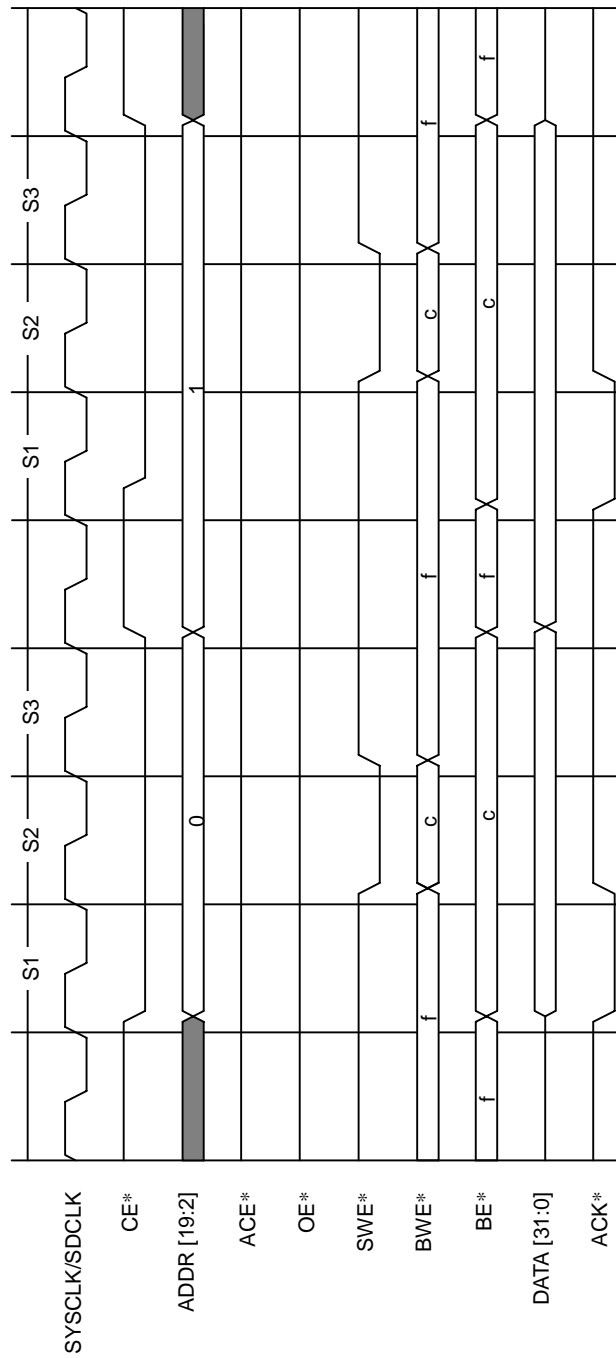 S1 S2 S3 S1 S2 S3
SYSCLK/SDCLK
CE*
ADDR [19:2] 0 1
ACE*
OE*
SWE*
BWE* f c f c f
BE* f c f c f
DATA [31:0]
ACK*